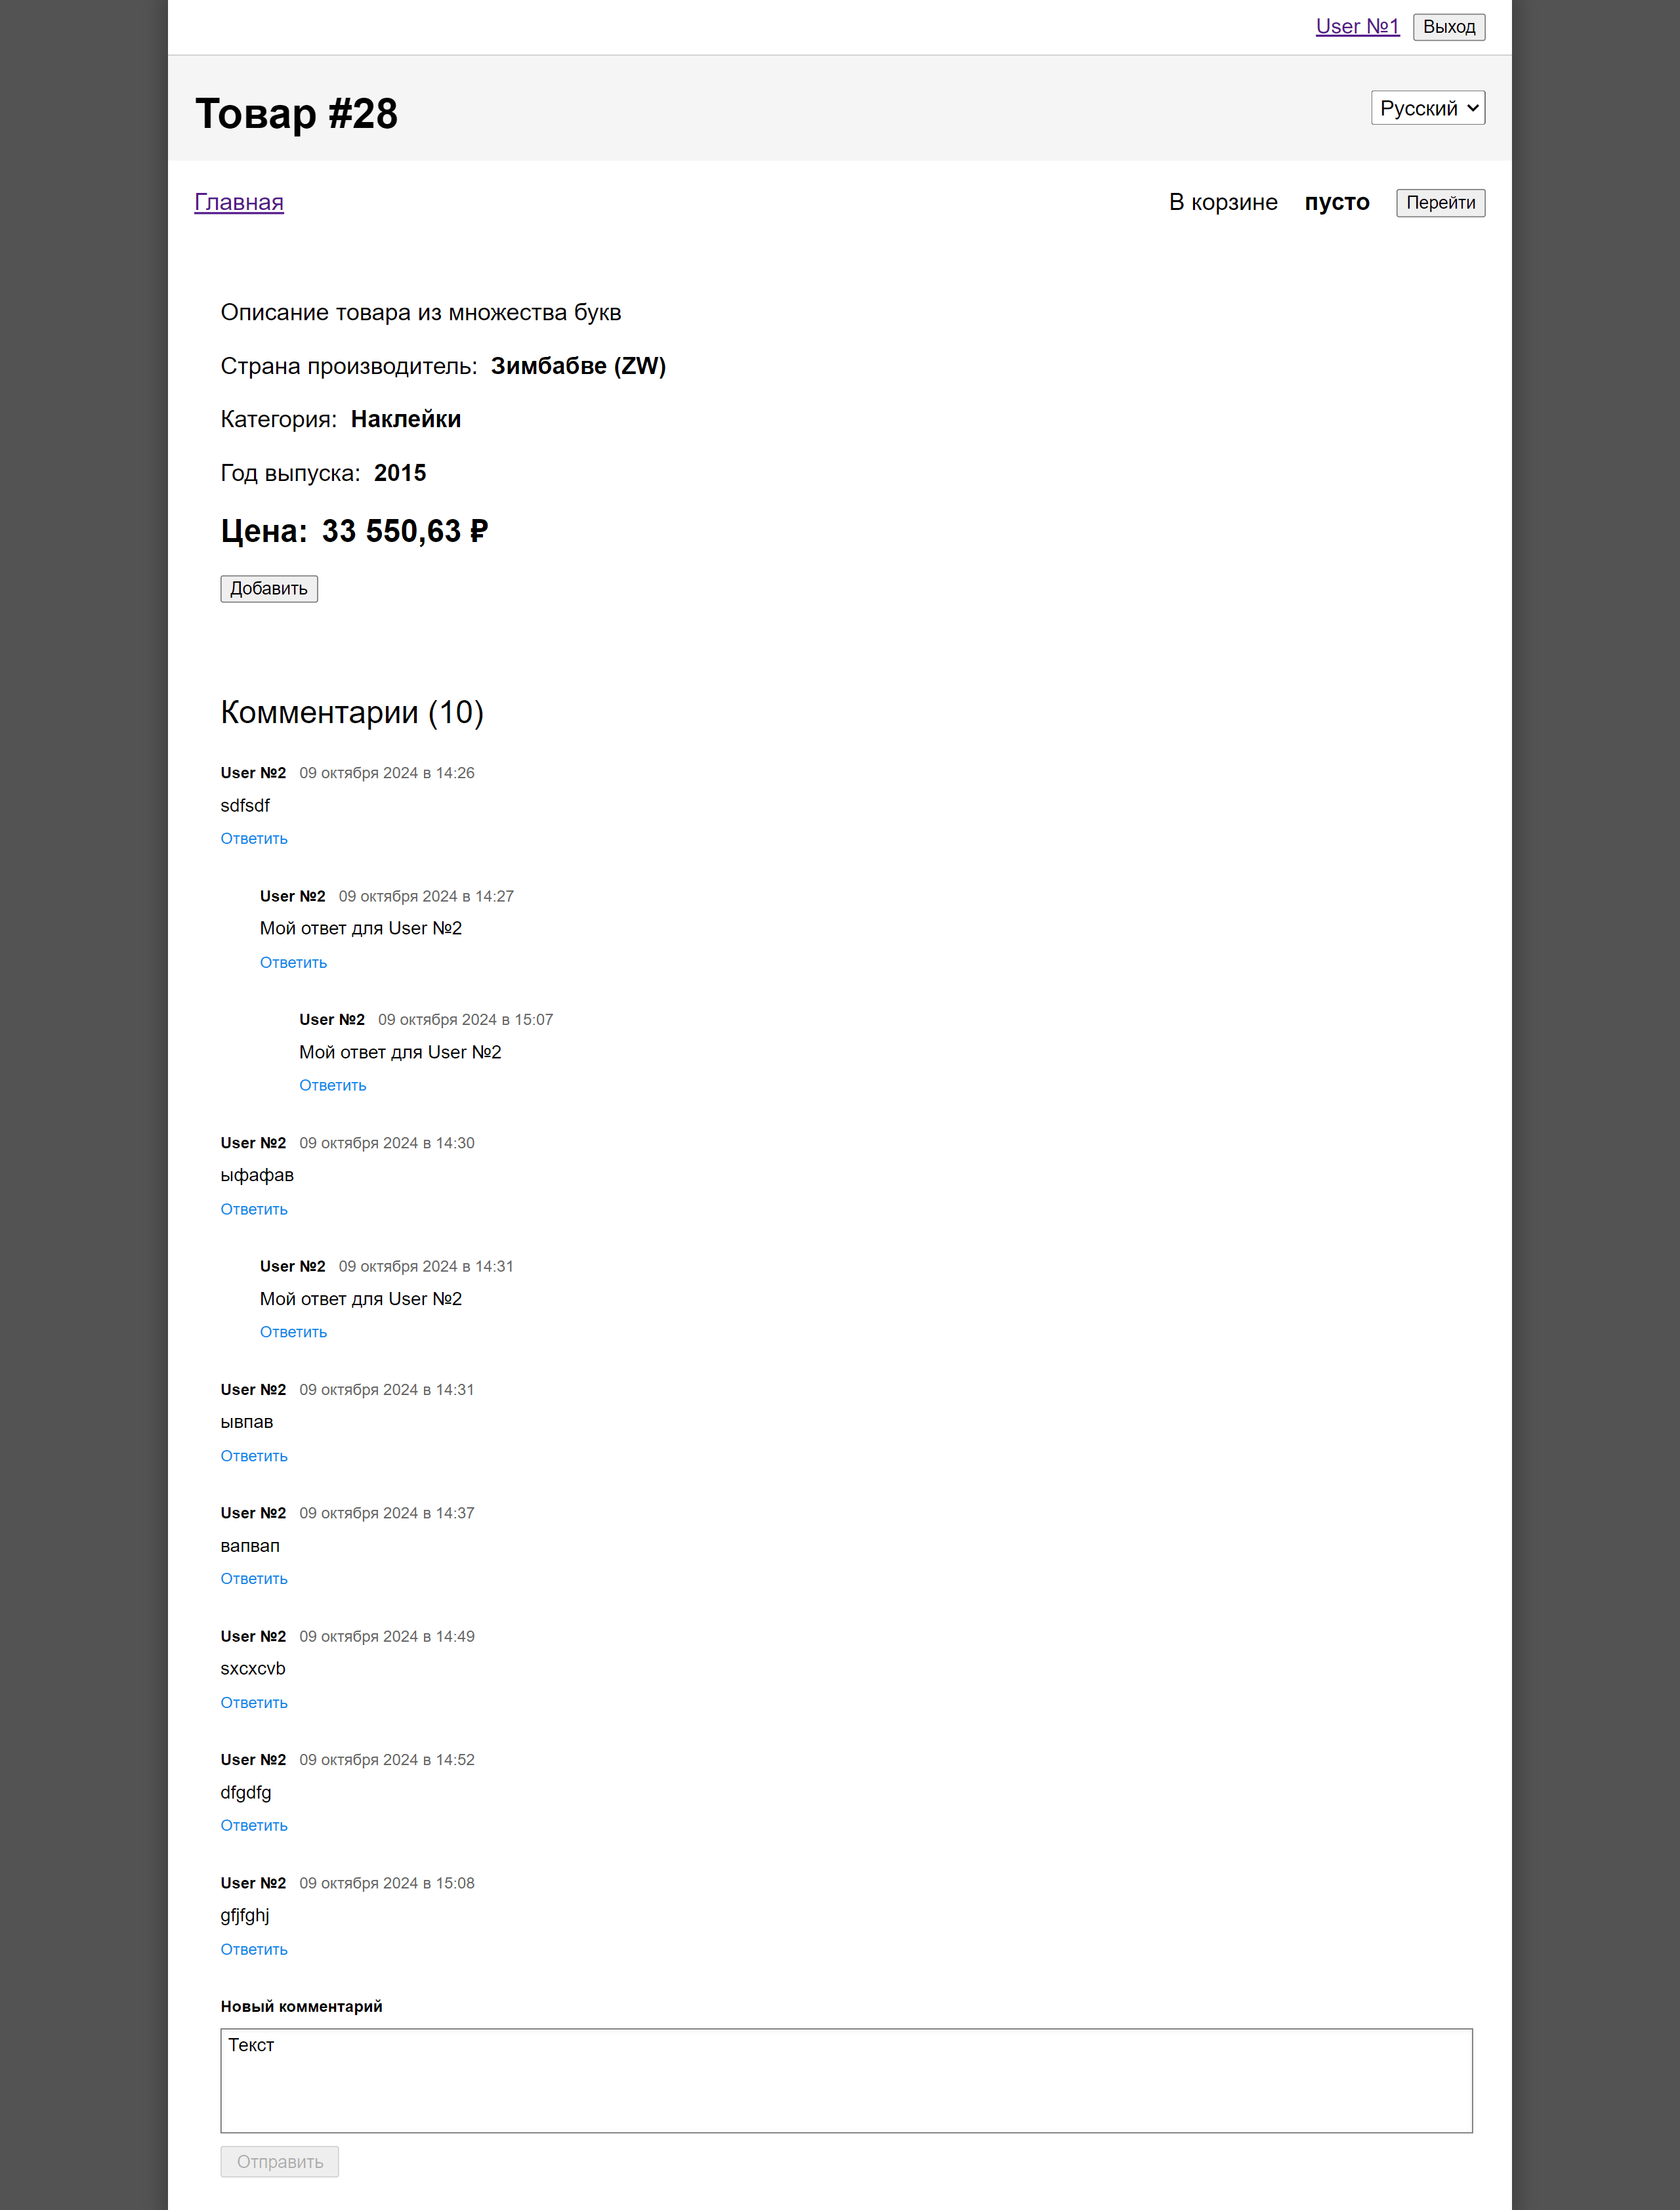 User №1 Выход
Товар #28
Русский
Главная
В корзине пусто Перейти
Описание товара из множества букв
Страна производитель: Зимбабве (ZW)
Категория: Наклейки
Год выпуска: 2015
Цена: 33 550,63 ₽
Добавить
Комментарии (10)
User №2 09 октября 2024 в 14:26
sdfsdf
Ответить
User №2 09 октября 2024 в 14:27
Мой ответ для User №2
Ответить
User №2 09 октября 2024 в 15:07
Мой ответ для User №2
Ответить
User №2 09 октября 2024 в 14:30
ыфафав
Ответить
User №2 09 октября 2024 в 14:31
Мой ответ для User №2
Ответить
User №2 09 октября 2024 в 14:31
ывпав
Ответить
User №2 09 октября 2024 в 14:37
вапвап
Ответить
User №2 09 октября 2024 в 14:49
sxcxcvb
Ответить
User №2 09 октября 2024 в 14:52
dfgdfg
Ответить
User №2 09 октября 2024 в 15:08
gfjfghj
Ответить
Новый комментарий
Текст
Отправить